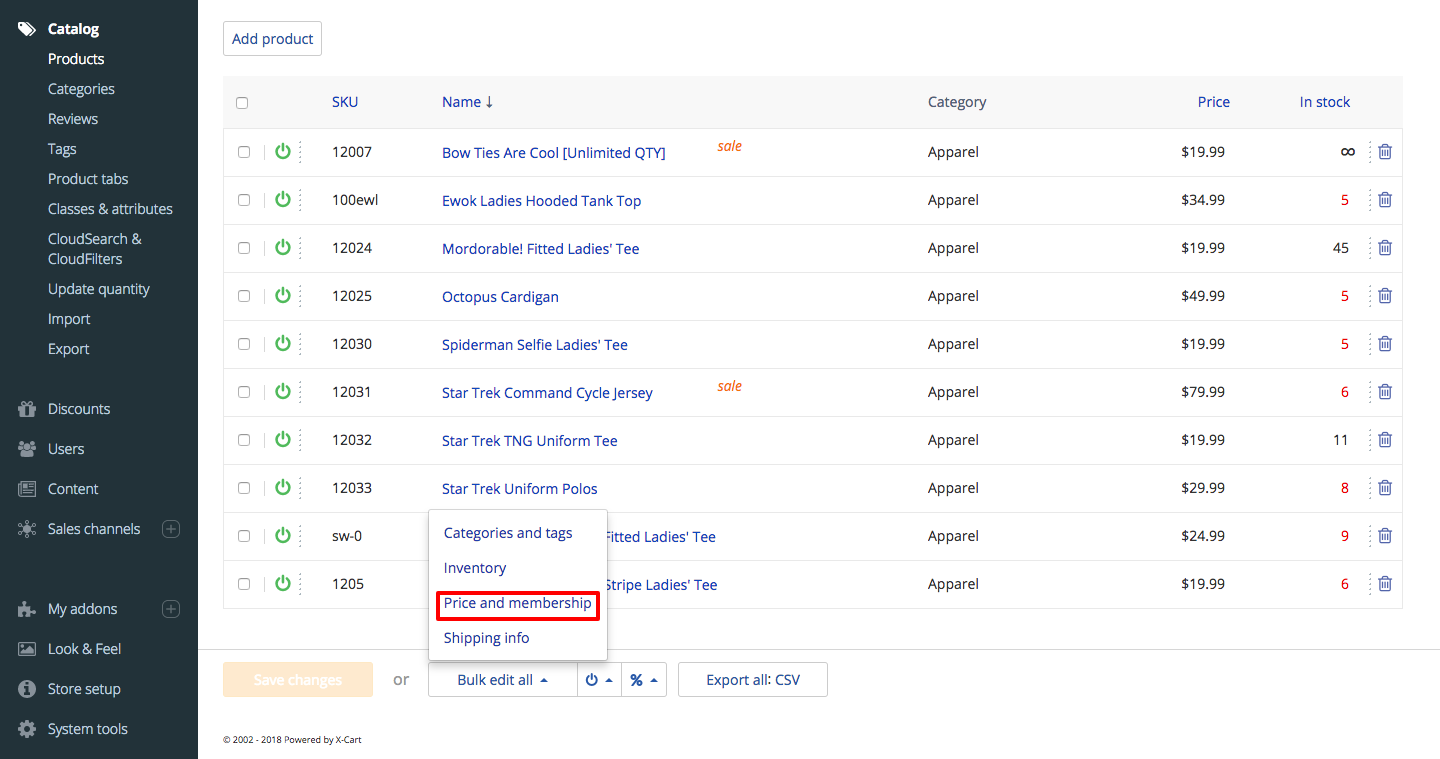 Catalog
Products
Categories
Reviews
Tags
Product tabs
Classes & attributes
CloudSearch &
CloudFilters
Update quantity
Import
Export
Discounts
Users
Content
Sales channels
My addons
Look & Feel
Store setup
System tools
Add product
SKU Name ↓ Category Price In stock
12007 Bow Ties Are Cool [Unlimited QTY] sale Apparel $19.99 ∞
100ewl Ewok Ladies Hooded Tank Top Apparel $34.99 5
12024 Mordorable! Fitted Ladies' Tee Apparel $19.99 45
12025 Octopus Cardigan Apparel $49.99 5
12030 Spiderman Selfie Ladies' Tee Apparel $19.99 5
12031 Star Trek Command Cycle Jersey sale Apparel $79.99 6
12032 Star Trek TNG Uniform Tee Apparel $19.99 11
12033 Star Trek Uniform Polos Apparel $29.99 8
sw-0 Fitted Ladies' Tee Apparel $24.99 9
1205 Stripe Ladies' Tee Apparel $19.99 6
Categories and tags
Inventory
Price and membership
Shipping info
Save changes or Bulk edit all % Export all: CSV
© 2002 - 2018 Powered by X-Cart